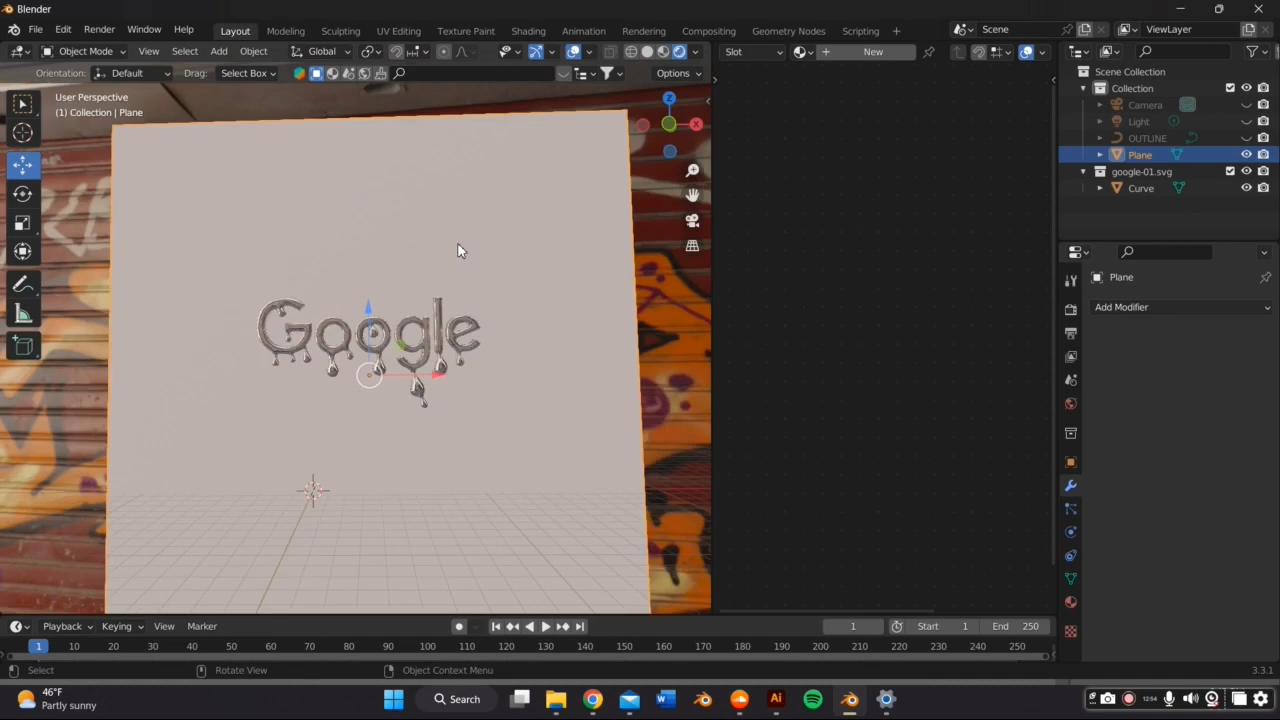 Blender
File Edit Render Window Help Layout Modeling Sculpting UV Editing Texture Paint Shading Animation Rendering Compositing Geometry Nodes Scripting + Scene ViewLayer
Object Mode View Select Add Object Global Slot New
Orientation: Default Drag: Select Box Options
User Perspective
(1) Collection | Plane
Z
X
Google
Scene Collection
Collection
Camera
Light
OUTLINE
Plane
google-01.svg
Curve
Plane
Add Modifier
Playback Keying View Marker 1 Start 1 End 250
1 10 20 30 40 50 60 70 80 90 100 110 120 130 140 150 160 170 180 190 200 210 220 230 240 250
Select Rotate View Object Context Menu 3.3.1
46°F
Partly sunny
Search
12:54